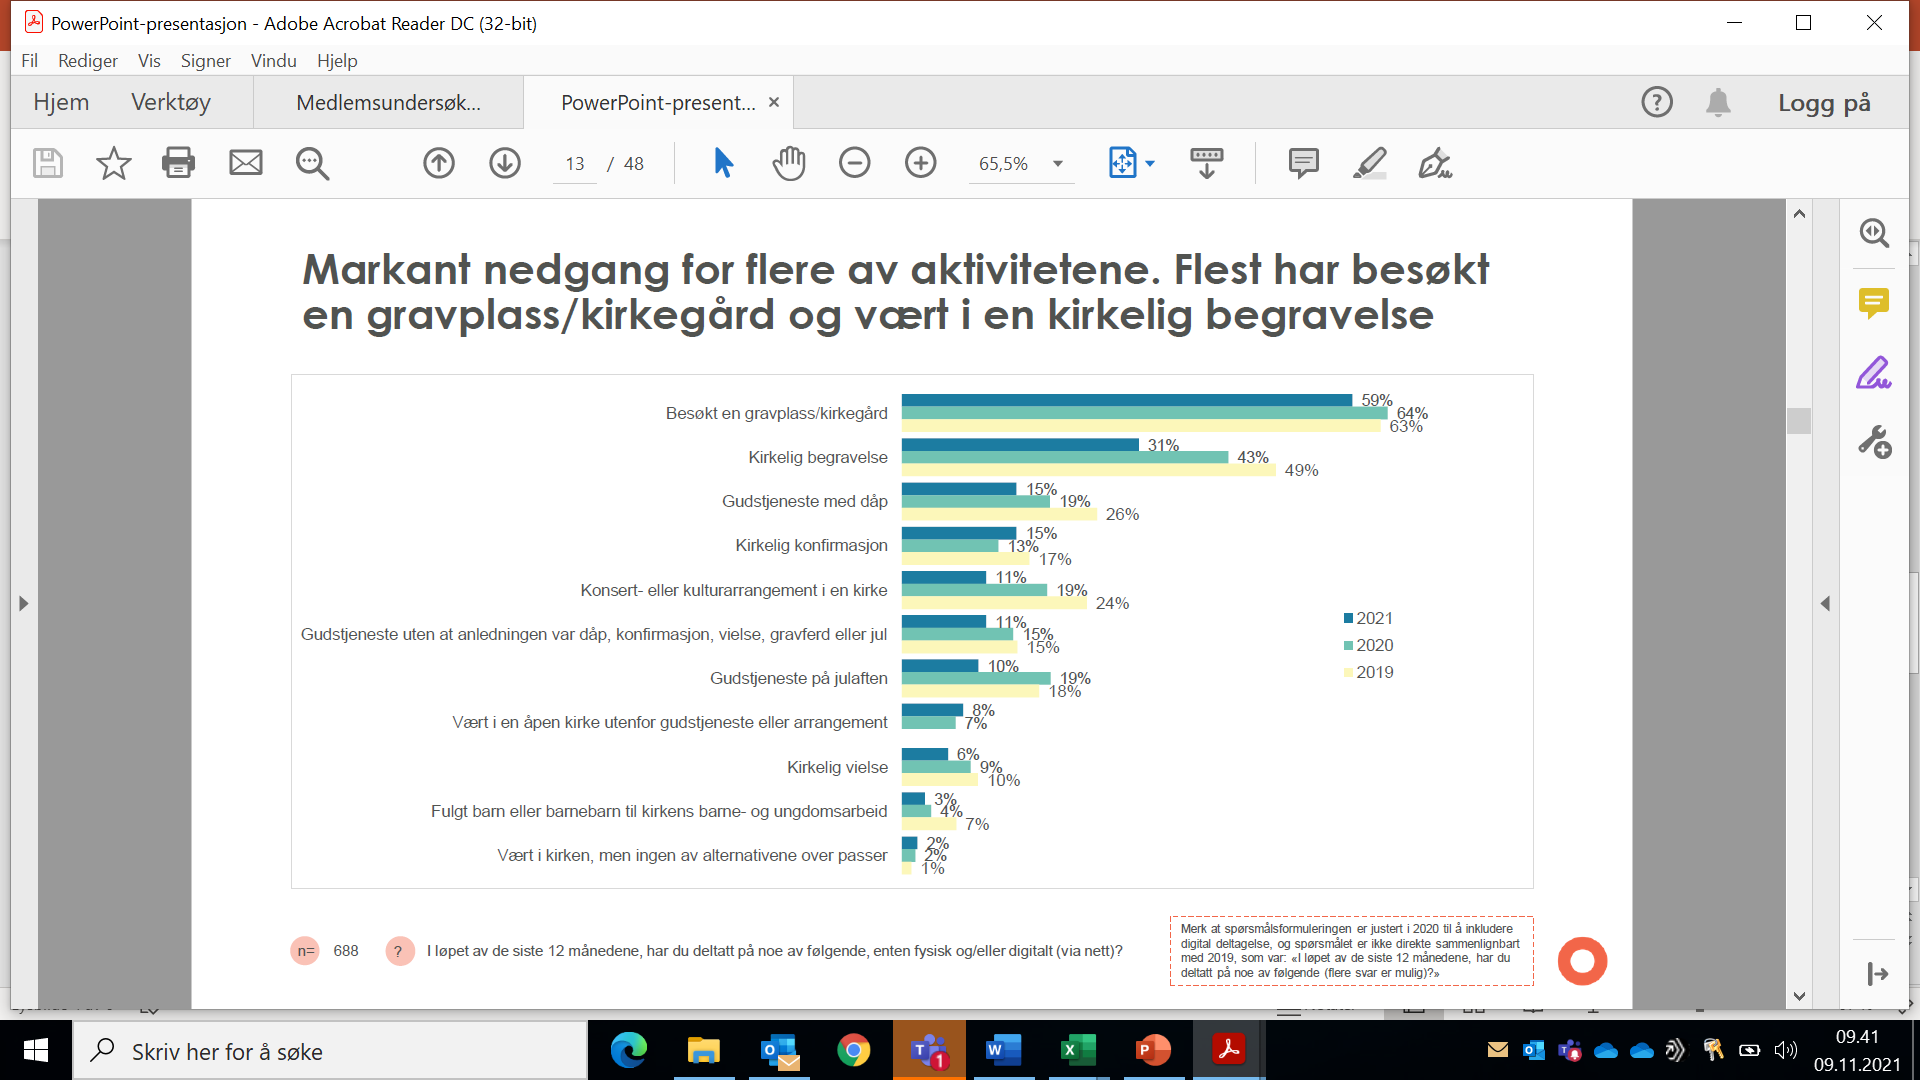 PowerPoint-presentasjon - Adobe Acrobat Reader DC (32-bit)
Fil Rediger Vis Signer Vindu Hjelp
Hjem Verktøy Medlemsundersøk... PowerPoint-present... × ? Logg på
13 / 48 65,5%
Markant nedgang for flere av aktivitetene. Flest har besøkt
en gravplass/kirkegård og vært i en kirkelig begravelse
Besøkt en gravplass/kirkegård 59% 64% 63%
Kirkelig begravelse 31% 43% 49%
Gudstjeneste med dåp 15% 19% 26%
Kirkelig konfirmasjon 15% 13% 17%
Konsert- eller kulturarrangement i en kirke 11% 19% 24%
Gudstjeneste uten at anledningen var dåp, konfirmasjon, vielse, gravferd eller jul 11% 15% 15%
Gudstjeneste på julaften 10% 19% 18%
Vært i en åpen kirke utenfor gudstjeneste eller arrangement 8% 7%
Kirkelig vielse 6% 9% 10%
Fulgt barn eller barnebarn til kirkens barne- og ungdomsarbeid 3% 4% 7%
Vært i kirken, men ingen av alternativene over passer 2% 2% 1%
2021
2020
2019
n= 688 ? I løpet av de siste 12 månedene, har du deltatt på noe av følgende, enten fysisk og/eller digitalt (via nett)?
Merk at spørsmålsformuleringen er justert i 2020 til å inkludere
digital deltagelse, og spørsmålet er ikke direkte sammenlignbart
med 2019, som var: «I løpet av de siste 12 månedene, har du
deltatt på noe av følgende (flere svar er mulig)?»
Skriv her for å søke
09.41
09.11.2021